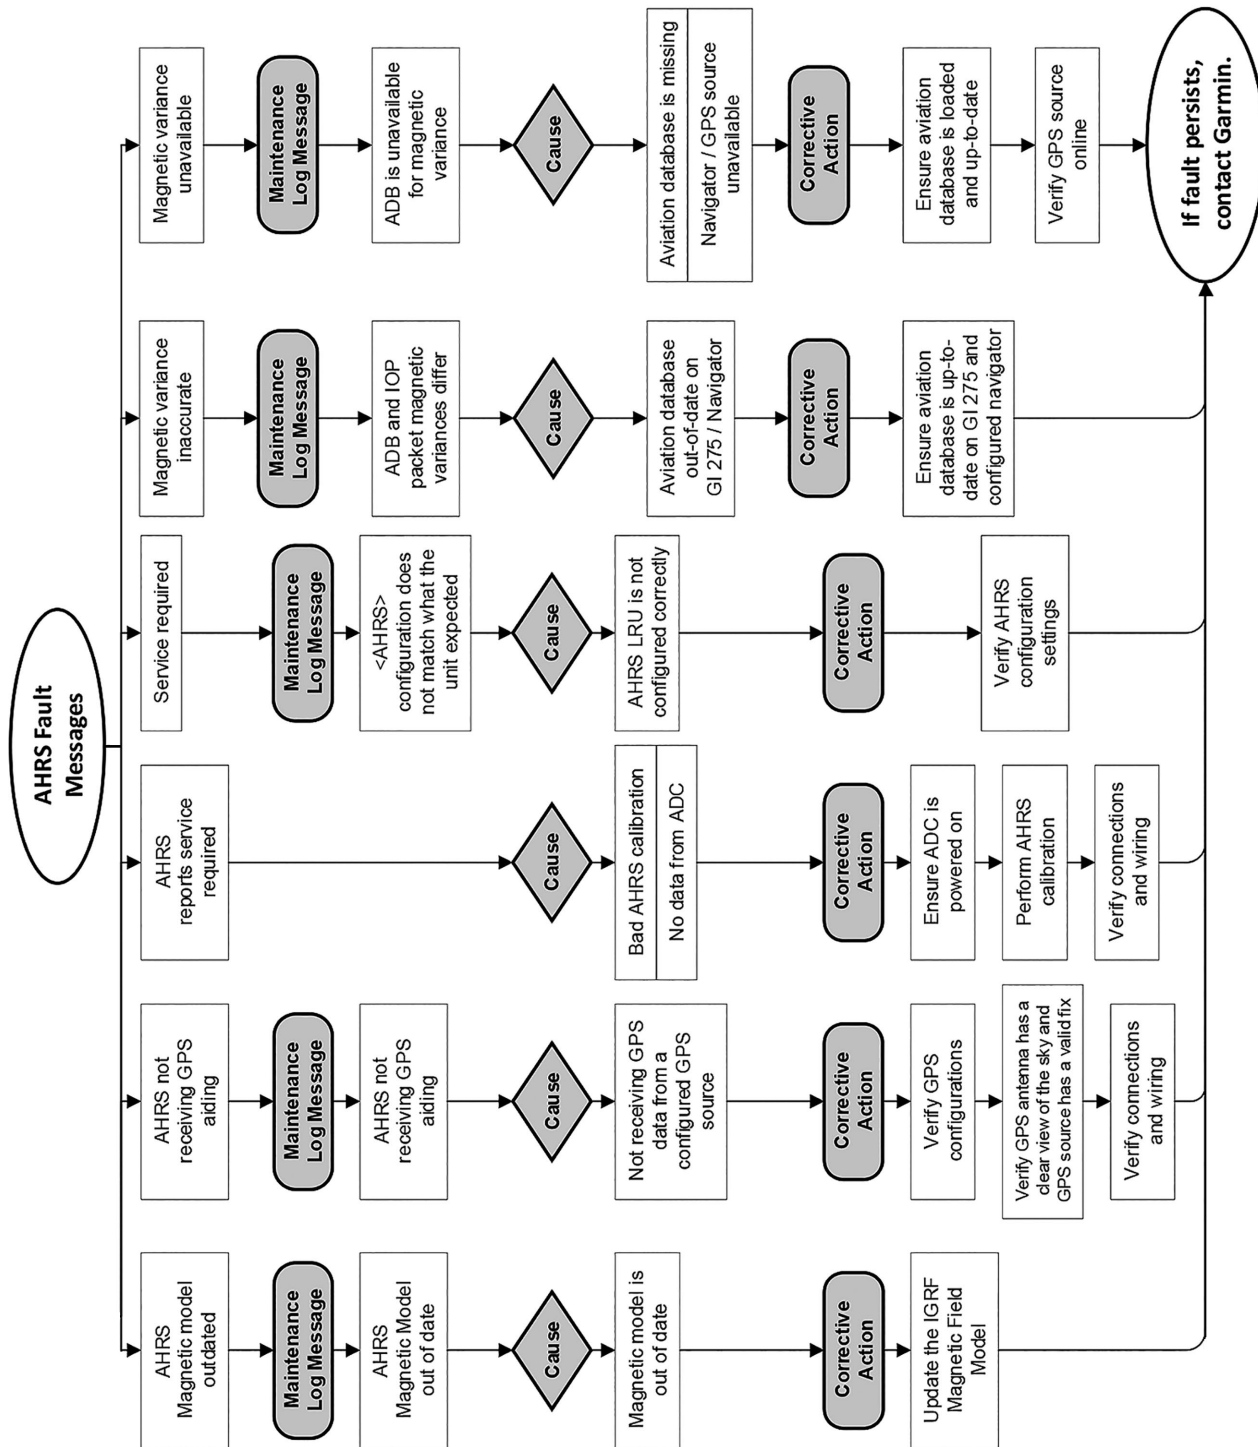 AHRS Fault
Messages
AHRS
Magnetic model
outdated
Maintenance
Log Message
AHRS
Magnetic Model
out of date
Cause
Magnetic model is
out of date
Corrective
Action
Update the IGRF
Magnetic Field
Model
AHRS not
receiving GPS
aiding
Maintenance
Log Message
AHRS not
receiving GPS
aiding
Cause
Not receiving GPS
data from a
configured GPS
source
Corrective
Action
Verify GPS
configurations
Verify GPS antenna has a
clear view of the sky and
GPS source has a valid fix
Verify connections
and wiring
AHRS
reports service
required
Cause
Bad AHRS calibration
No data from ADC
Corrective
Action
Ensure ADC is
powered on
Perform AHRS
calibration
Verify connections
and wiring
Service required
Maintenance
Log Message
<AHRS>
configuration does
not match what the
unit expected
Cause
AHRS LRU is not
configured correctly
Corrective
Action
Verify AHRS
configuration
settings
Magnetic variance
inaccurate
Maintenance
Log Message
ADB and IOP
packet magnetic
variances differ
Cause
Aviation database
out-of-date on
GI 275 / Navigator
Corrective
Action
Ensure aviation
database is up-to-
date on GI 275 and
configured navigator
Magnetic variance
unavailable
Maintenance
Log Message
ADB is unavailable
for magnetic
variance
Cause
Aviation database is missing
Navigator / GPS source
unavailable
Corrective
Action
Ensure aviation
database is loaded
and up-to-date
Verify GPS source
online
If fault persists,
contact Garmin.